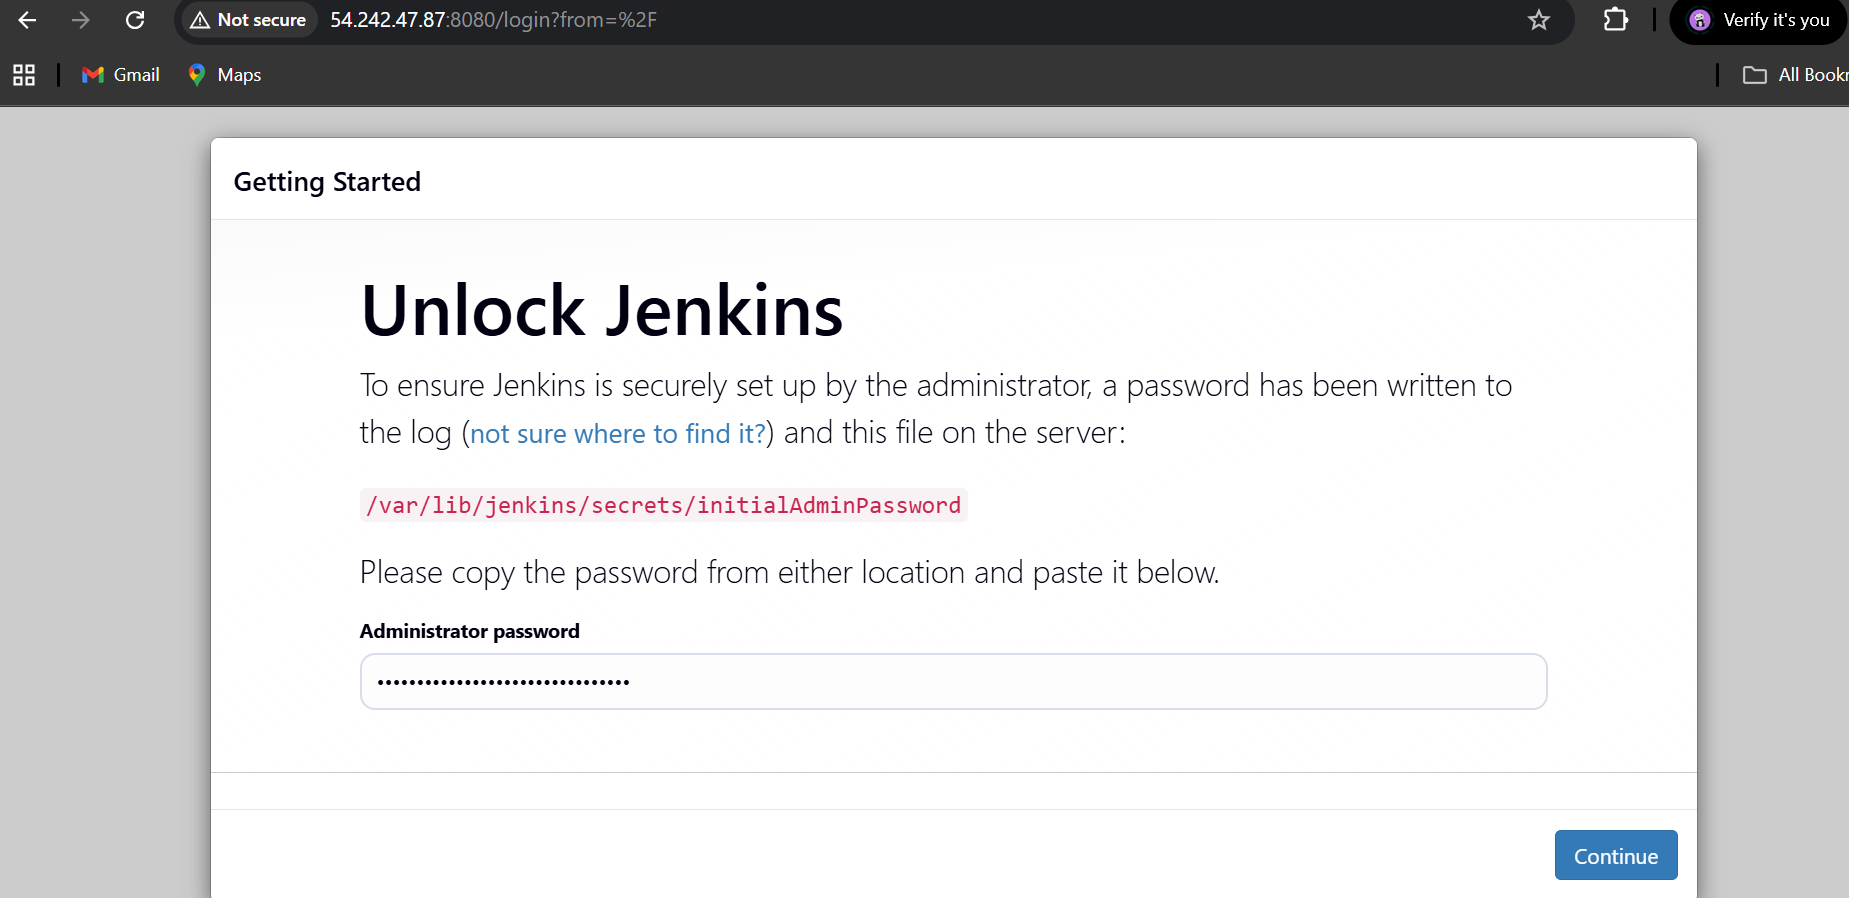 Not secure 54.242.47.87:8080/login?from=%2F Verify it's you
Gmail Maps All Bookr
Getting Started
Unlock Jenkins
To ensure Jenkins is securely set up by the administrator, a password has been written to
the log (not sure where to find it?) and this file on the server:
/var/lib/jenkins/secrets/initialAdminPassword
Please copy the password from either location and paste it below.
Administrator password
••••••••••••••••••••••••••••••••
Continue